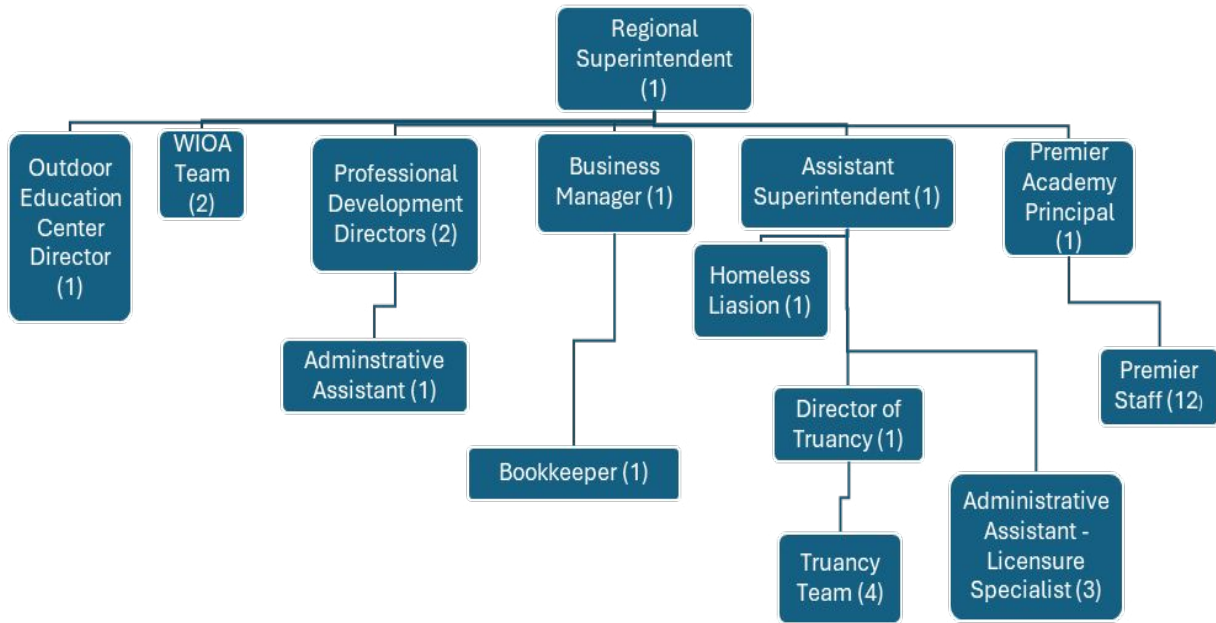 Regional
Superintendent
(1)
Outdoor
Education
Center
Director
(1)
WIOA
Team
(2)
Professional
Development
Directors (2)
Business
Manager (1)
Assistant
Superintendent (1)
Premier
Academy
Principal
(1)
Homeless
Liasion (1)
Adminstrative
Assistant (1)
Premier
Staff (12)
Director of
Truancy (1)
Bookkeeper (1)
Administrative
Assistant -
Licensure
Specialist (3)
Truancy
Team (4)